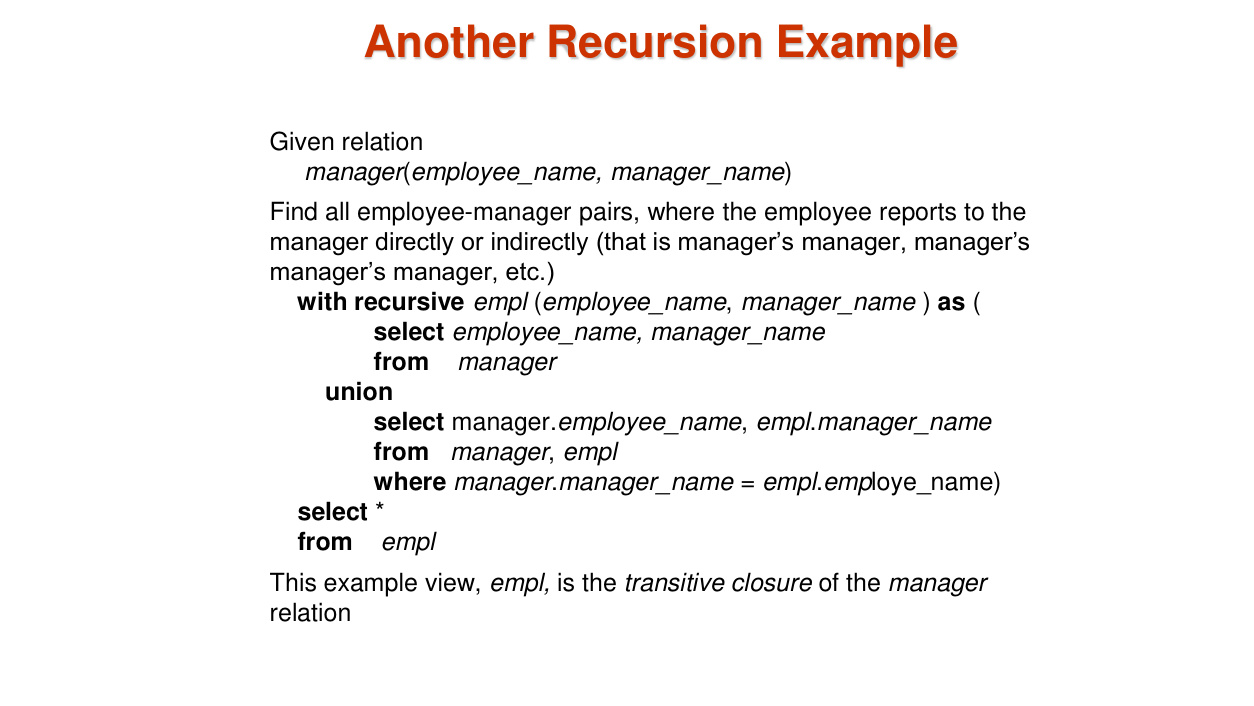 Another Recursion Example
Given relation
manager(employee_name, manager_name)
Find all employee-manager pairs, where the employee reports to the
manager directly or indirectly (that is manager’s manager, manager’s
manager’s manager, etc.)
with recursive empl (employee_name, manager_name ) as (
select employee_name, manager_name
from manager
union
select manager.employee_name, empl.manager_name
from manager, empl
where manager.manager_name = empl.employe_name)
select *
from empl
This example view, empl, is the transitive closure of the manager
relation